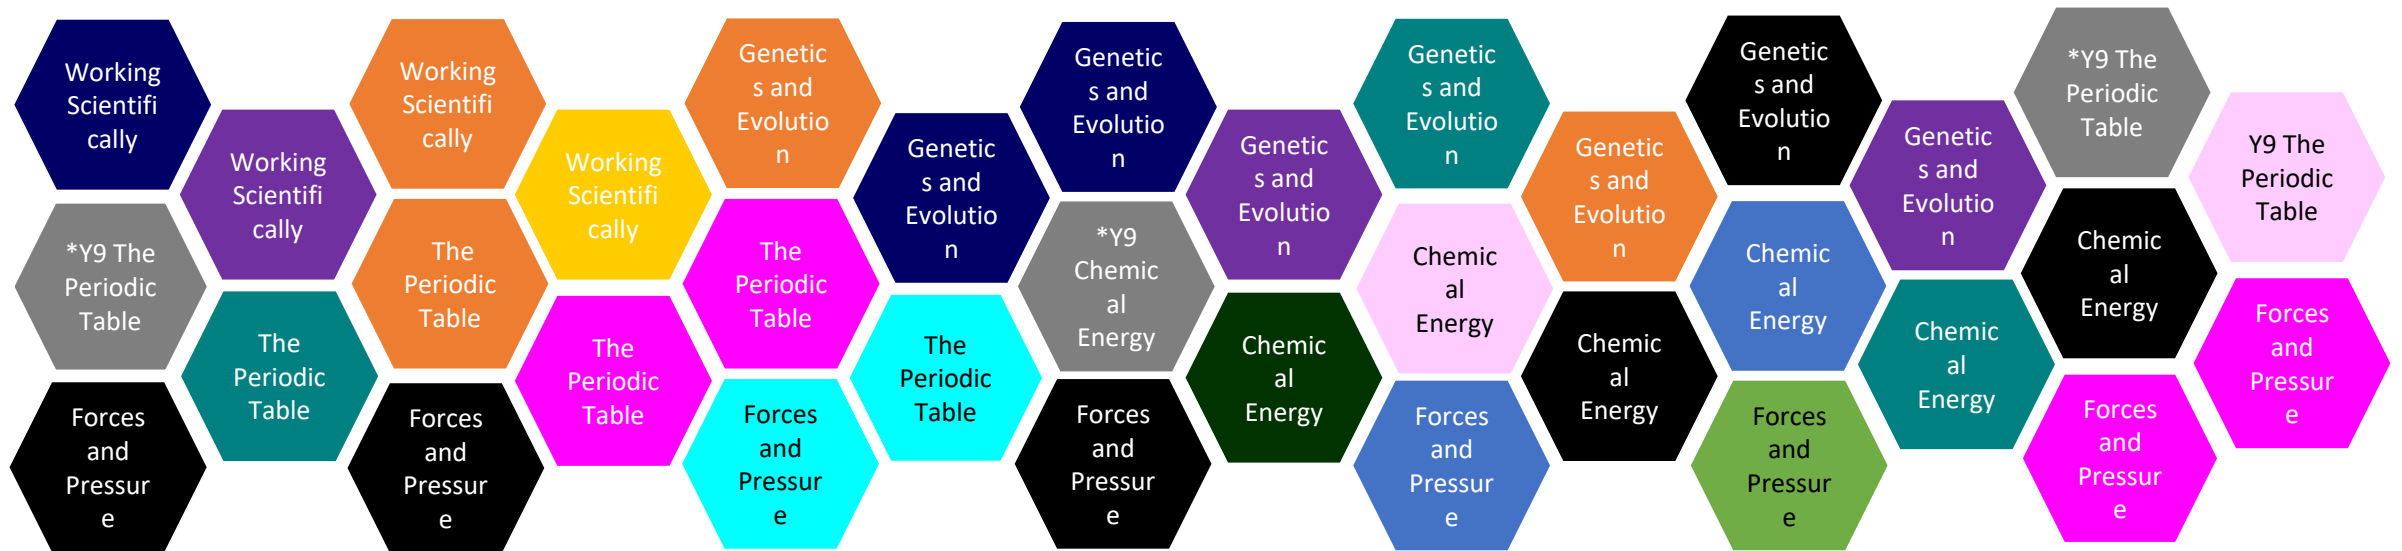 Working
Scientifi
cally
Working
Scientifi
cally
Working
Scientifi
cally
Working
Scientifi
cally
Genetic
s and
Evolutio
n
Genetic
s and
Evolutio
n
Genetic
s and
Evolutio
n
Genetic
s and
Evolutio
n
Genetic
s and
Evolutio
n
Genetic
s and
Evolutio
n
Genetic
s and
Evolutio
n
Genetic
s and
Evolutio
n
*Y9 The
Periodic
Table
Y9 The
Periodic
Table
*Y9 The
Periodic
Table
The
Periodic
Table
The
Periodic
Table
The
Periodic
Table
The
Periodic
Table
The
Periodic
Table
*Y9
Chemic
al
Energy
Chemic
al
Energy
Chemic
al
Energy
Chemic
al
Energy
Chemic
al
Energy
Chemic
al
Energy
Chemic
al
Energy
Forces
and
Pressur
e
Forces
and
Pressur
e
Forces
and
Pressur
e
Forces
and
Pressur
e
Forces
and
Pressur
e
Forces
and
Pressur
e
Forces
and
Pressur
e
Forces
and
Pressur
e